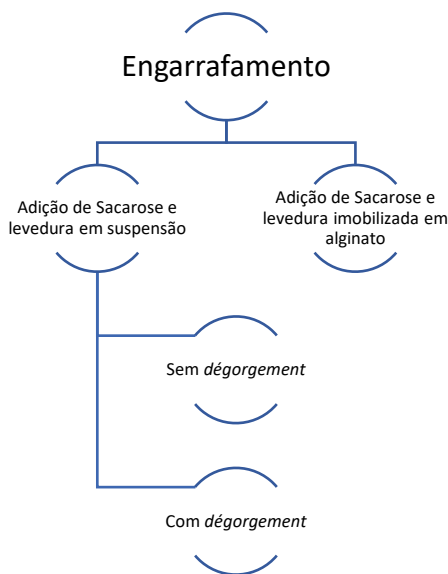 Engarrafamento
Adição de Sacarose e
levedura em suspensão
Adição de Sacarose e
levedura imobilizada em
alginato
Sem dégorgement
Com dégorgement